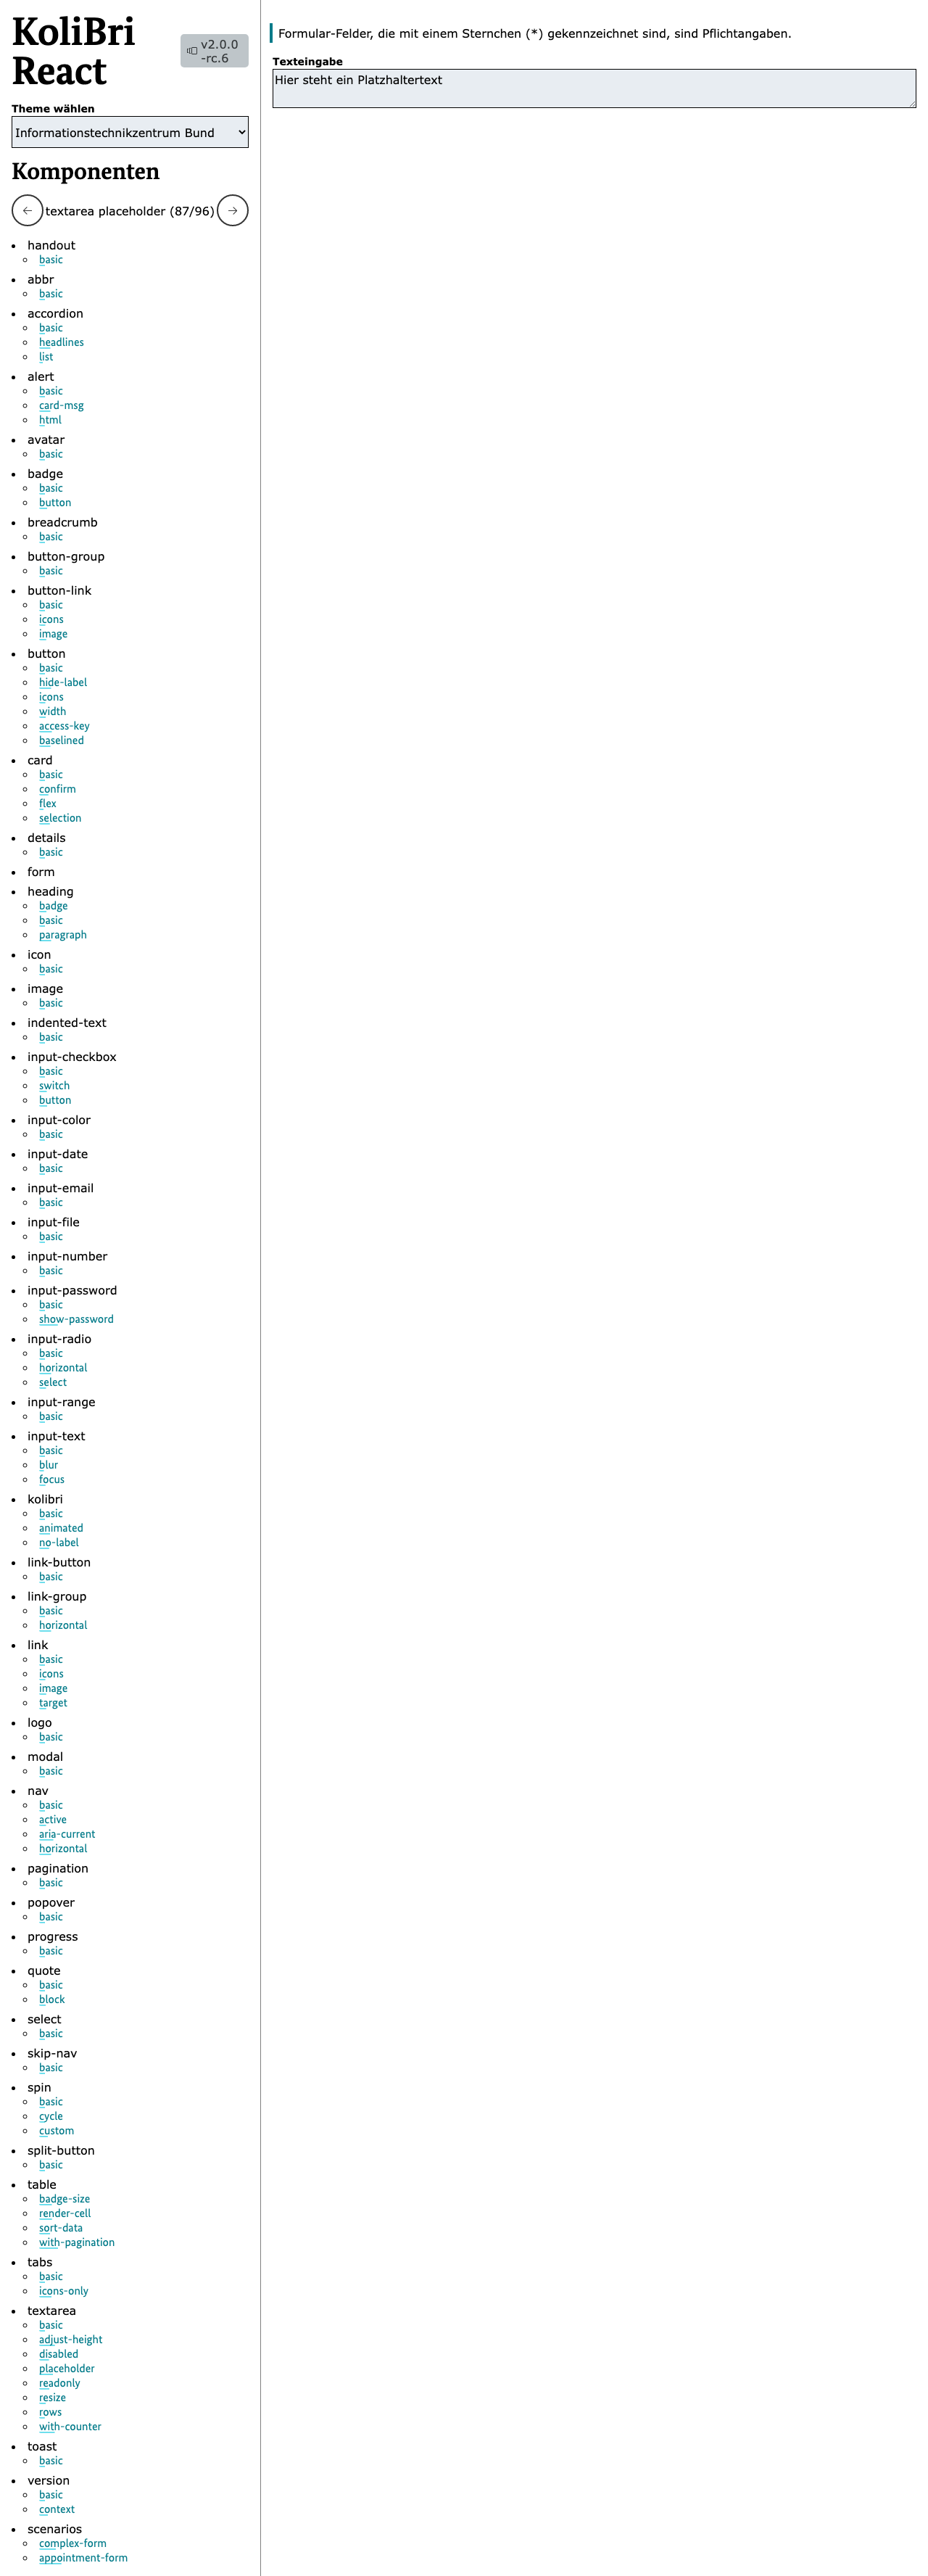 KoliBri
React
v2.0.0
-rc.6
Theme wählen
Informationstechnikzentrum Bund
Komponenten
textarea placeholder (87/96)
handout
basic
abbr
basic
accordion
basic
headlines
list
alert
basic
card-msg
html
avatar
basic
badge
basic
button
breadcrumb
basic
button-group
basic
button-link
basic
icons
image
button
basic
hide-label
icons
width
access-key
baselined
card
basic
confirm
flex
selection
details
basic
form
heading
badge
basic
paragraph
icon
basic
image
basic
indented-text
basic
input-checkbox
basic
switch
button
input-color
basic
input-date
basic
input-email
basic
input-file
basic
input-number
basic
input-password
basic
show-password
input-radio
basic
horizontal
select
input-range
basic
input-text
basic
blur
focus
kolibri
basic
animated
no-label
link-button
basic
link-group
basic
horizontal
link
basic
icons
image
target
logo
basic
modal
basic
nav
basic
active
aria-current
horizontal
pagination
basic
popover
basic
progress
basic
quote
basic
block
select
basic
skip-nav
basic
spin
basic
cycle
custom
split-button
basic
table
badge-size
render-cell
sort-data
with-pagination
tabs
basic
icons-only
textarea
basic
adjust-height
disabled
placeholder
readonly
resize
rows
with-counter
toast
basic
version
basic
context
scenarios
complex-form
appointment-form
Formular-Felder, die mit einem Sternchen (*) gekennzeichnet sind, sind Pflichtangaben.
Texteingabe
Hier steht ein Platzhaltertext